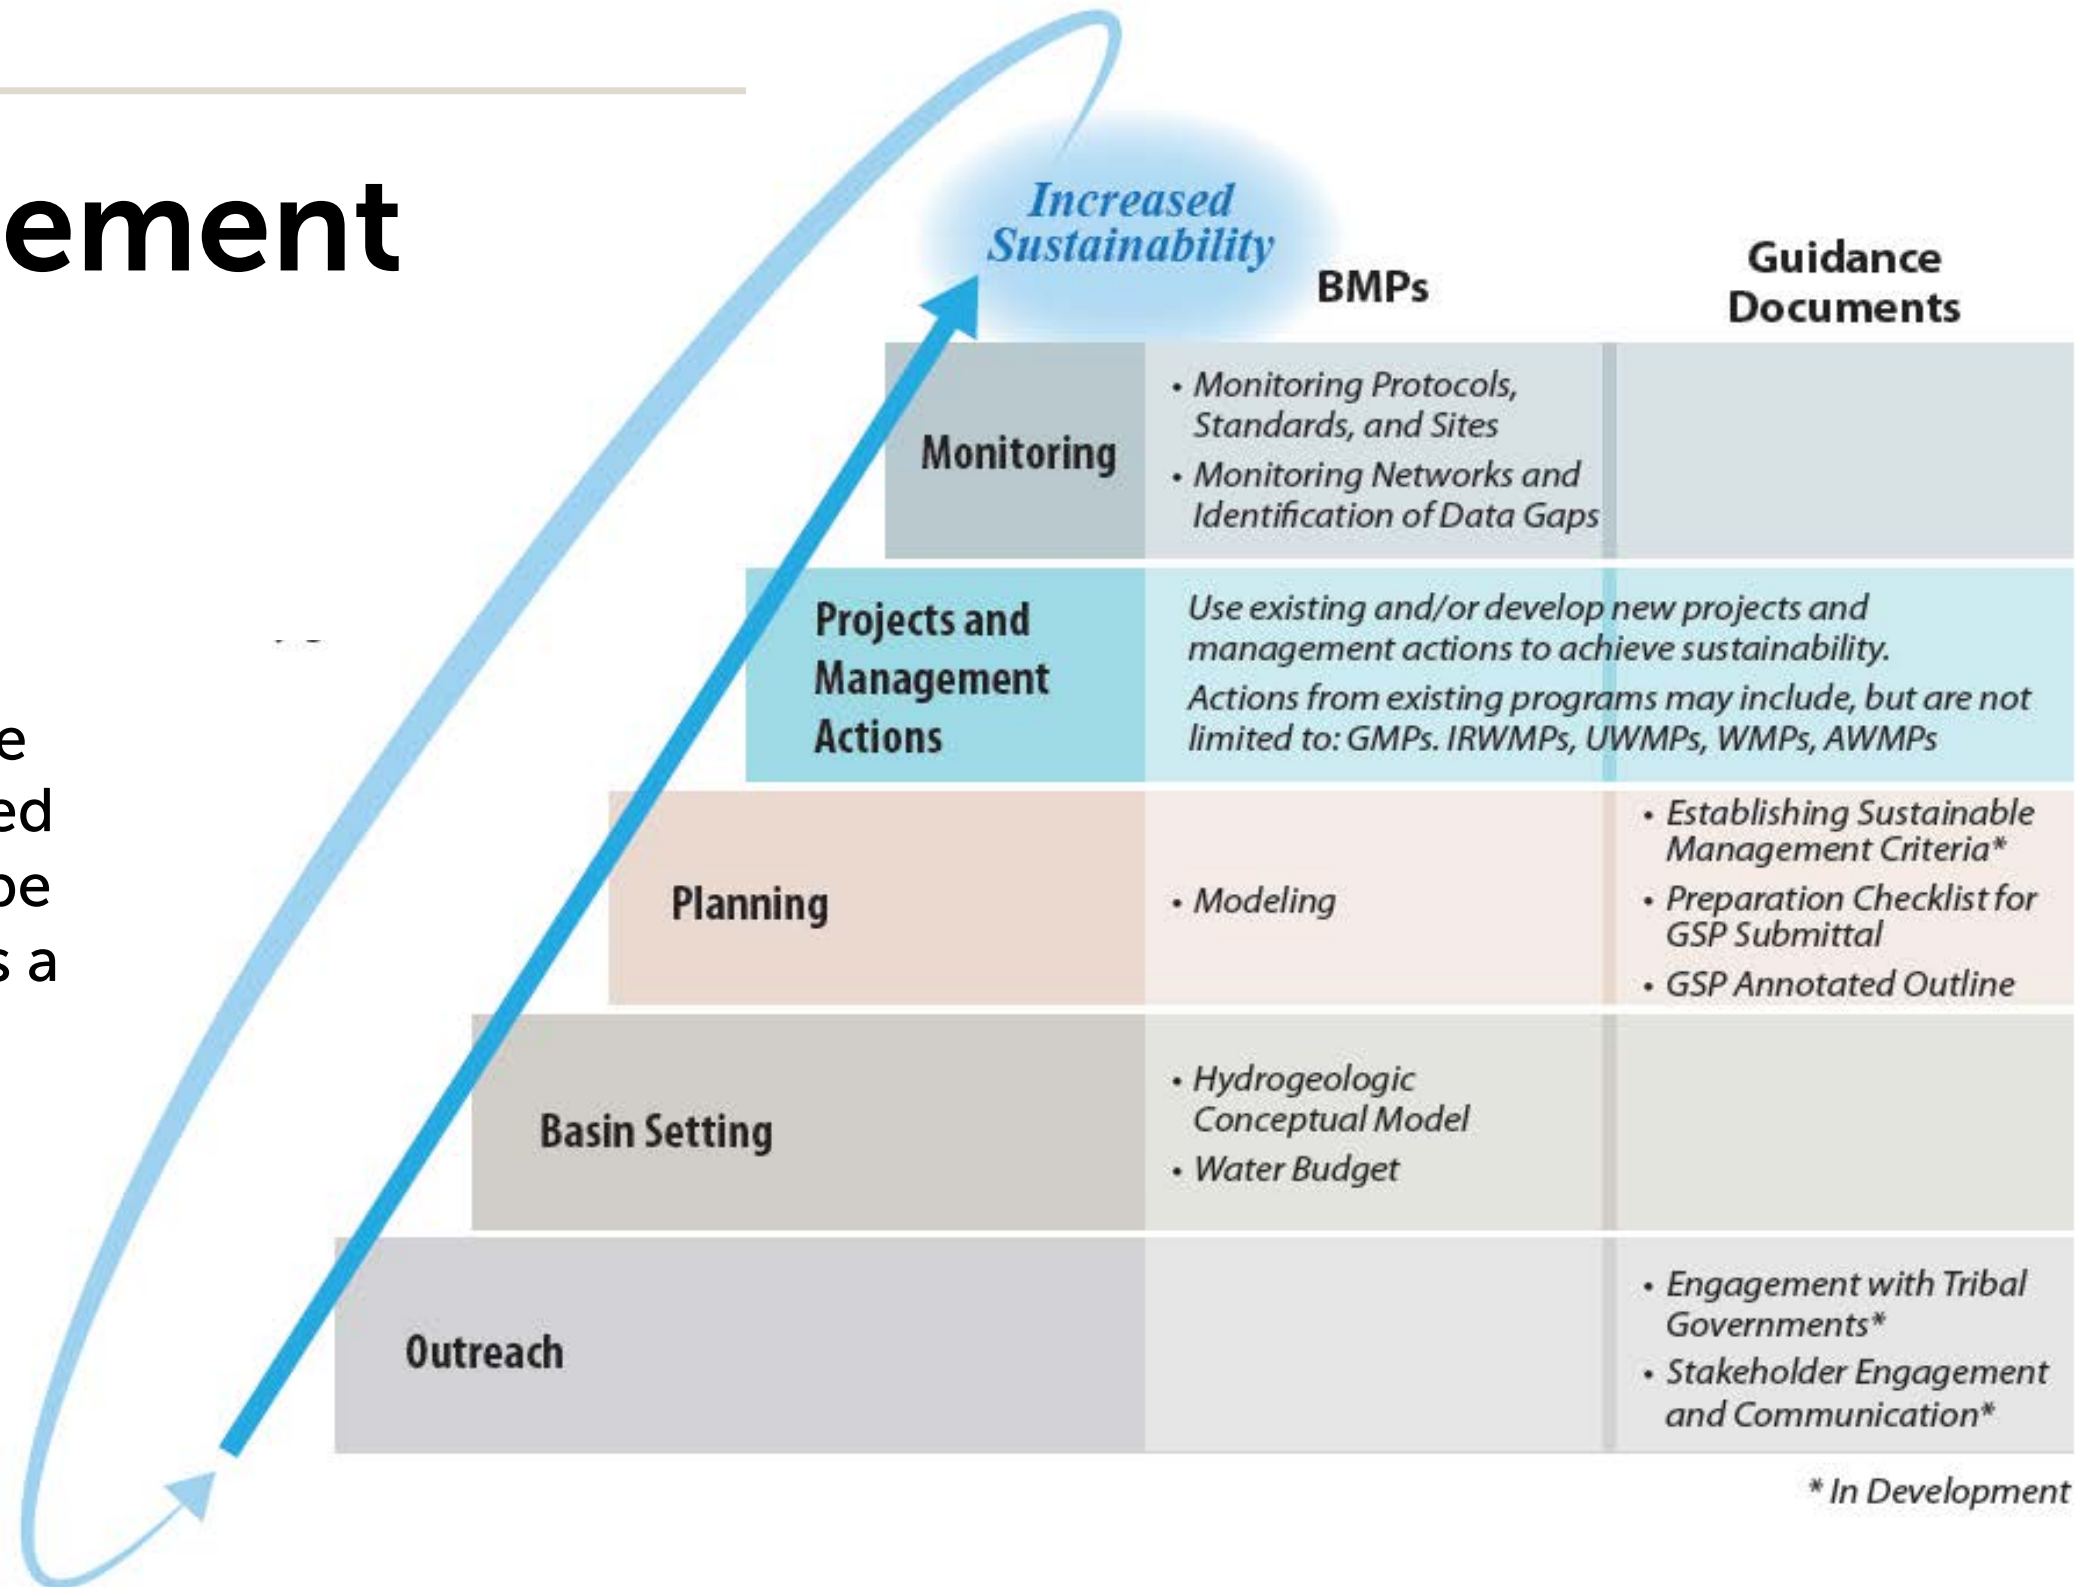 ement
e
ed
be
s a
Increased
Sustainability
BMPs
Guidance
Documents
Monitoring
• Monitoring Protocols,
Standards, and Sites
• Monitoring Networks and
Identification of Data Gaps
Projects and
Management
Actions
Use existing and/or develop new projects and
management actions to achieve sustainability.
Actions from existing programs may include, but are not
limited to: GMPs. IRWMPs, UWMPs, WMPs, AWMPs
Planning
• Modeling
• Establishing Sustainable
Management Criteria*
• Preparation Checklist for
GSP Submittal
• GSP Annotated Outline
Basin Setting
• Hydrogeologic
Conceptual Model
• Water Budget
Outreach
• Engagement with Tribal
Governments*
• Stakeholder Engagement
and Communication*
* In Development